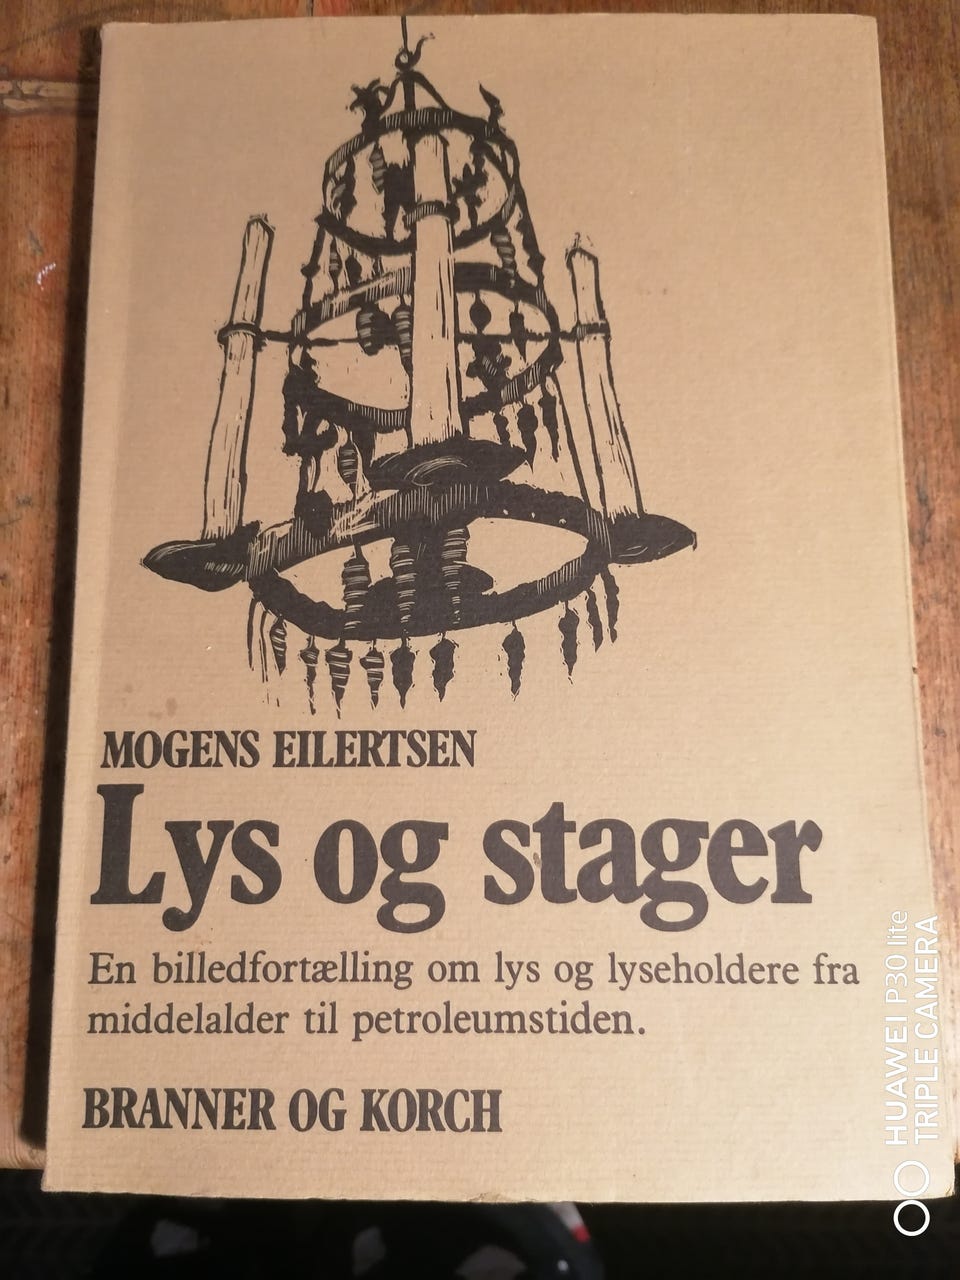 MOGENS EILERTSEN
Lys og stager
En billedfortælling om lys og lyseholdere fra
middelalder til petroleumstiden.
BRANNER OG KORCH
HUAWEI P30 lite
TRIPLE CAMERA